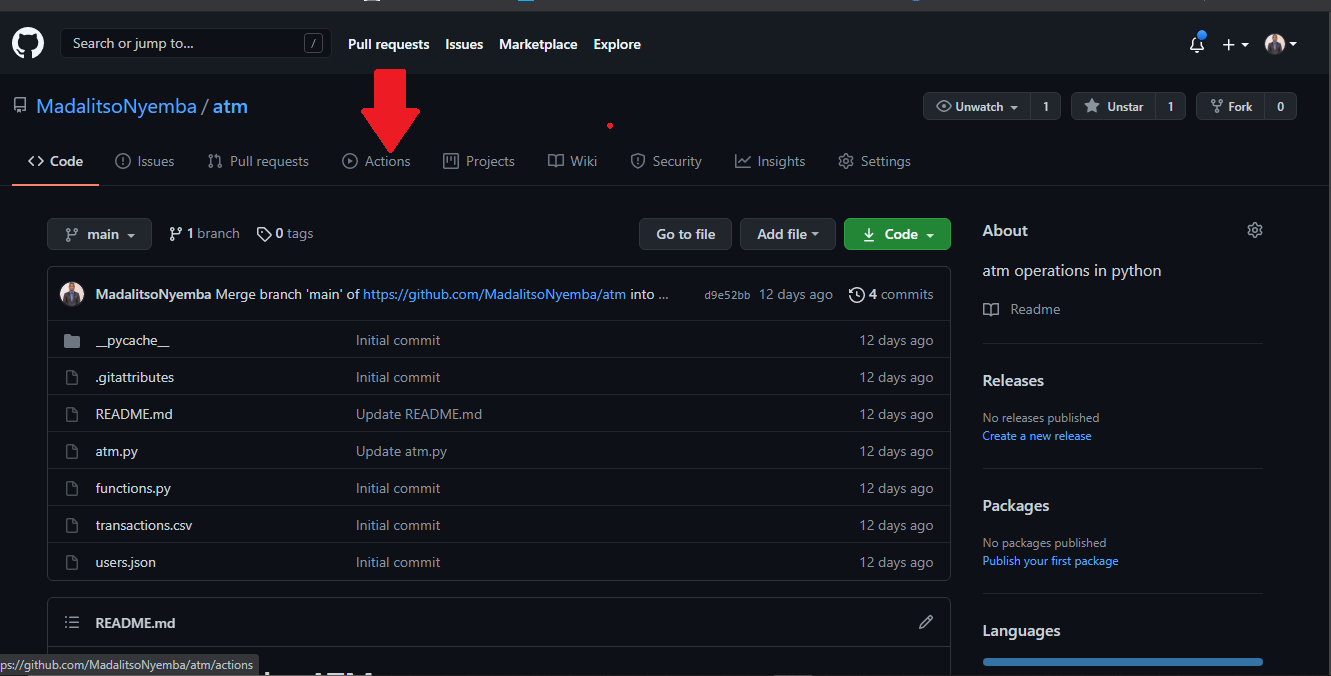 Search or jump to... /
Pull requests Issues Marketplace Explore
MadalitsoNyemba / atm
Unwatch 1 Unstar 1 Fork 0
Code Issues Pull requests Actions Projects Wiki Security Insights Settings
main 1 branch 0 tags Go to file Add file Code
MadalitsoNyemba Merge branch 'main' of https://github.com/MadalitsoNyemba/atm into ... d9e52bb 12 days ago 4 commits
__pycache__ Initial commit 12 days ago
.gitattributes Initial commit 12 days ago
README.md Update README.md 12 days ago
atm.py Update atm.py 12 days ago
functions.py Initial commit 12 days ago
transactions.csv Initial commit 12 days ago
users.json Initial commit 12 days ago
README.md
About
atm operations in python
Readme
Releases
No releases published
Create a new release
Packages
No packages published
Publish your first package
Languages
ps://github.com/MadalitsoNyemba/atm/actions